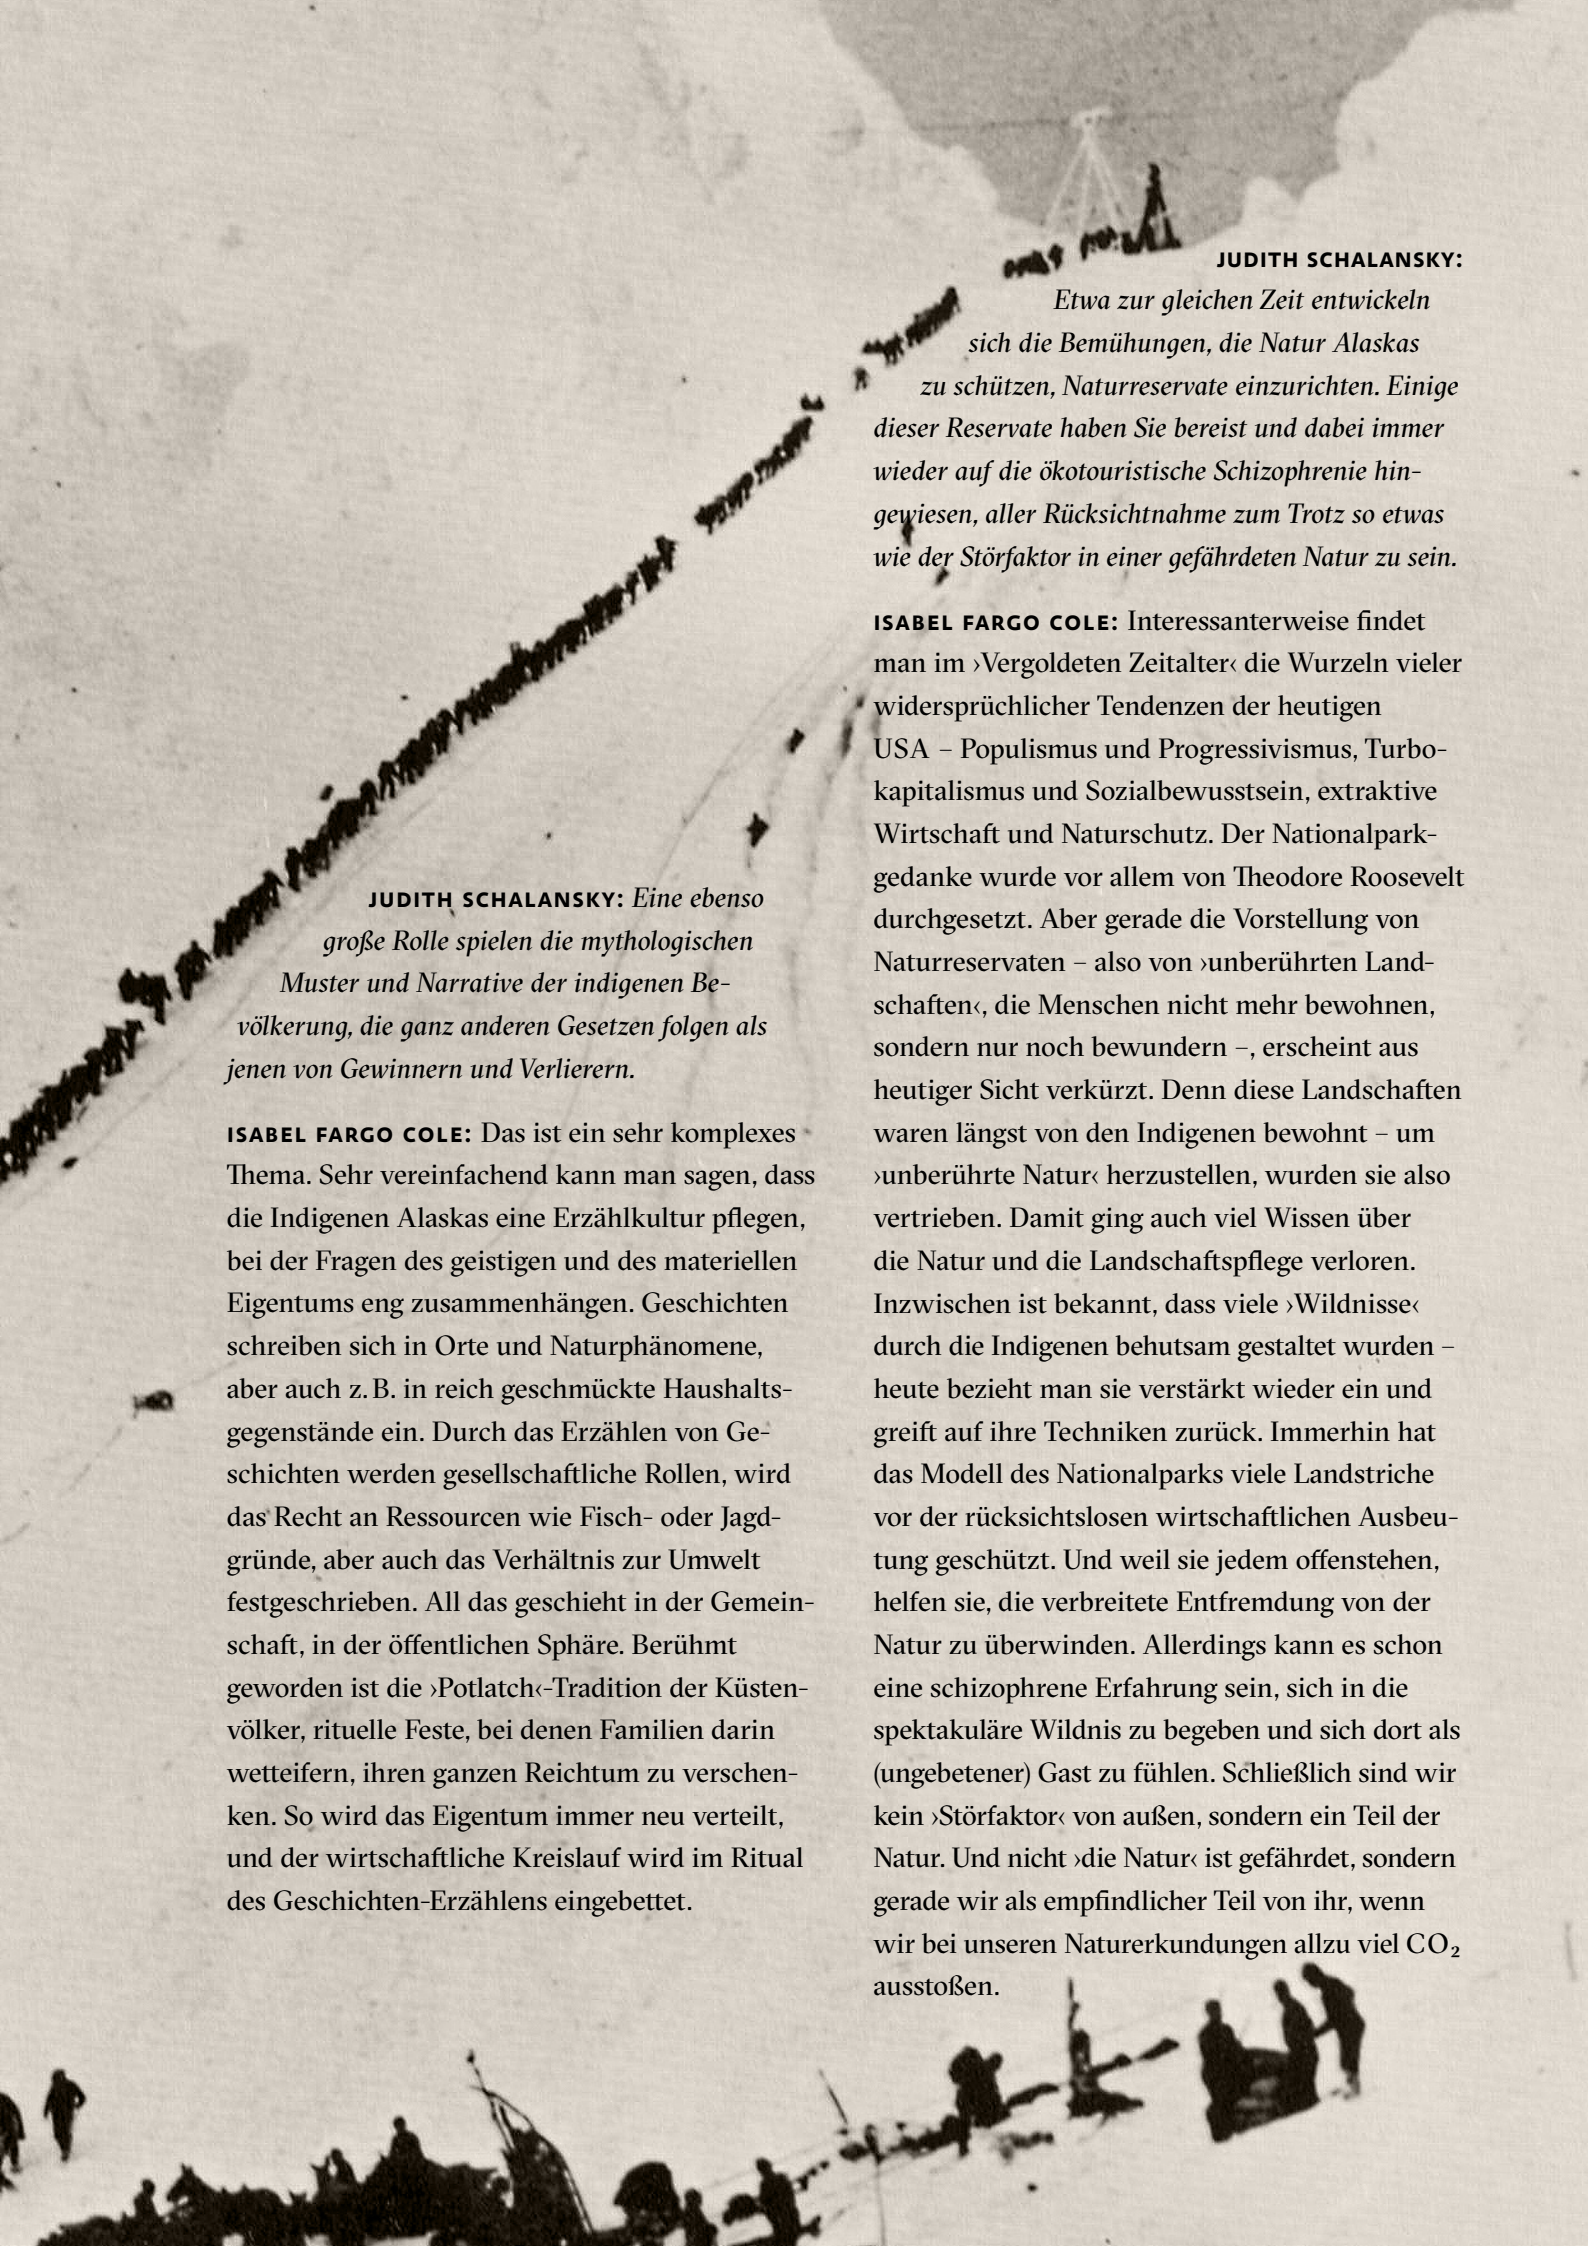 JUDITH SCHALANSKY: Eine ebenso
große Rolle spielen die mythologischen
Muster und Narrative der indigenen Be-
völkerung, die ganz anderen Gesetzen folgen als
jenen von Gewinnern und Verlierern.
ISABEL FARGO COLE: Das ist ein sehr komplexes
Thema. Sehr vereinfachend kann man sagen, dass
die Indigenen Alaskas eine Erzählkultur pflegen,
bei der Fragen des geistigen und des materiellen
Eigentums eng zusammenhängen. Geschichten
schreiben sich in Orte und Naturphänomene,
aber auch z. B. in reich geschmückte Haushalts-
gegenstände ein. Durch das Erzählen von Ge-
schichten werden gesellschaftliche Rollen, wird
das Recht an Ressourcen wie Fisch- oder Jagd-
gründe, aber auch das Verhältnis zur Umwelt
festgeschrieben. All das geschieht in der Gemein-
schaft, in der öffentlichen Sphäre. Berühmt
geworden ist die ›Potlatch‹-Tradition der Küsten-
völker, rituelle Feste, bei denen Familien darin
wetteifern, ihren ganzen Reichtum zu verschen-
ken. So wird das Eigentum immer neu verteilt,
und der wirtschaftliche Kreislauf wird im Ritual
des Geschichten-Erzählens eingebettet.
JUDITH SCHALANSKY:
Etwa zur gleichen Zeit entwickeln
sich die Bemühungen, die Natur Alaskas
zu schützen, Naturreservate einzurichten. Einige
dieser Reservate haben Sie bereist und dabei immer
wieder auf die ökotouristische Schizophrenie hin-
gewiesen, aller Rücksichtnahme zum Trotz so etwas
wie der Störfaktor in einer gefährdeten Natur zu sein.
ISABEL FARGO COLE: Interessanterweise findet
man im ›Vergoldeten Zeitalter‹ die Wurzeln vieler
widersprüchlicher Tendenzen der heutigen
USA – Populismus und Progressivismus, Turbo-
kapitalismus und Sozialbewusstsein, extraktive
Wirtschaft und Naturschutz. Der Nationalpark-
gedanke wurde vor allem von Theodore Roosevelt
durchgesetzt. Aber gerade die Vorstellung von
Naturreservaten – also von ›unberührten Land-
schaften‹, die Menschen nicht mehr bewohnen,
sondern nur noch bewundern –, erscheint aus
heutiger Sicht verkürzt. Denn diese Landschaften
waren längst von den Indigenen bewohnt – um
›unberührte Natur‹ herzustellen, wurden sie also
vertrieben. Damit ging auch viel Wissen über
die Natur und die Landschaftspflege verloren.
Inzwischen ist bekannt, dass viele ›Wildnisse‹
durch die Indigenen behutsam gestaltet wurden –
heute bezieht man sie verstärkt wieder ein und
greift auf ihre Techniken zurück. Immerhin hat
das Modell des Nationalparks viele Landstriche
vor der rücksichtslosen wirtschaftlichen Ausbeu-
tung geschützt. Und weil sie jedem offenstehen,
helfen sie, die verbreitete Entfremdung von der
Natur zu überwinden. Allerdings kann es schon
eine schizophrene Erfahrung sein, sich in die
spektakuläre Wildnis zu begeben und sich dort als
(ungebetener) Gast zu fühlen. Schließlich sind wir
kein ›Störfaktor‹ von außen, sondern ein Teil der
Natur. Und nicht ›die Natur‹ ist gefährdet, sondern
gerade wir als empfindlicher Teil von ihr, wenn
wir bei unseren Naturerkundungen allzu viel CO₂
ausstoßen.